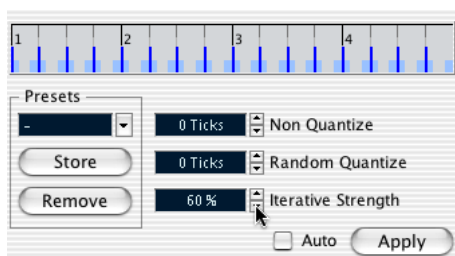 1 2 3 4
Presets
-
0 Ticks Non Quantize
Store
0 Ticks Random Quantize
Remove
60 % Iterative Strength
Auto Apply